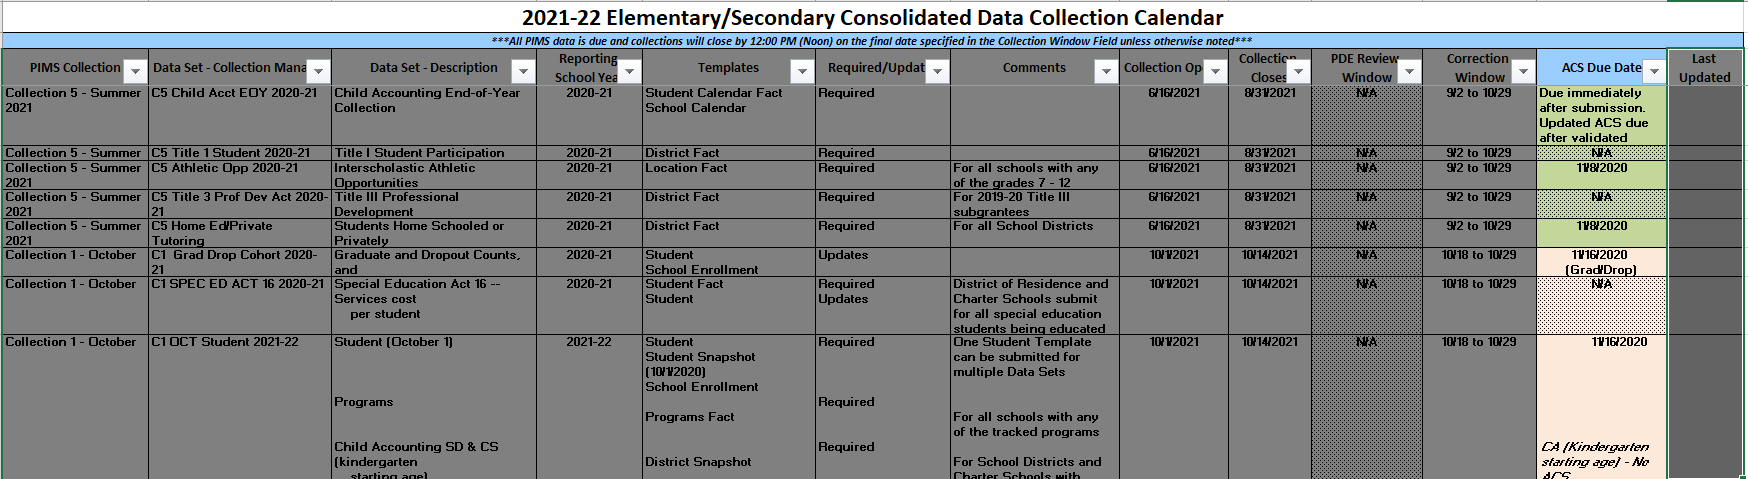 2021-22 Elementary/Secondary Consolidated Data Collection Calendar
***All PIMS data is due and collections will close by 12:00 PM (Noon) on the final date specified in the Collection Window Field unless otherwise noted***
PIMS Collection
Data Set - Collection Mana
Data Set - Description
Reporting
School Yea
Templates
Required/Updat
Comments
Collection Op
Collection
Closes
PDE Review
Window
Correction
Window
ACS Due Date
Last
Updated
Collection 5 - Summer
2021
C5 Child Acct EOY 2020-21
Child Accounting End-of-Year
Collection
2020-21
Student Calendar Fact
School Calendar
Required
6/16/2021
8/31/2021
N/A
9/2 to 10/29
Due immediately
after submission.
Updated ACS due
after validated
Collection 5 - Summer
2021
C5 Title 1 Student 2020-21
Title I Student Participation
2020-21
District Fact
Required
6/16/2021
8/31/2021
N/A
9/2 to 10/29
N/A
Collection 5 - Summer
2021
C5 Athletic Opp 2020-21
Interscholastic Athletic
Opportunities
2020-21
Location Fact
Required
For all schools with any
of the grades 7 - 12
6/16/2021
8/31/2021
N/A
9/2 to 10/29
11/8/2020
Collection 5 - Summer
2021
C5 Title 3 Prof Dev Act 2020-
21
Title III Professional
Development
2020-21
District Fact
Required
For 2019-20 Title III
subgrantees
6/16/2021
8/31/2021
N/A
9/2 to 10/29
N/A
Collection 5 - Summer
2021
C5 Home Ed/Private
Tutoring
Students Home Schooled or
Privately
2020-21
District Fact
Required
For all School Districts
6/16/2021
8/31/2021
N/A
9/2 to 10/29
11/8/2020
Collection 1 - October
C1 Grad Drop Cohort 2020-
21
Graduate and Dropout Counts,
and
2020-21
Student
School Enrollment
Updates
10/1/2021
10/14/2021
N/A
10/18 to 10/29
11/16/2020
(Grad/Drop)
Collection 1 - October
C1 SPEC ED ACT 16 2020-21
Special Education Act 16 --
Services cost
per student
2020-21
Student Fact
Student
Required
Updates
District of Residence and
Charter Schools submit
for all special education
students being educated
10/1/2021
10/14/2021
N/A
10/18 to 10/29
N/A
Collection 1 - October
C1 OCT Student 2021-22
Student (October 1)
Programs
Child Accounting SD & CS
(kindergarten
starting age)
2021-22
Student
Student Snapshot
(10/1/2020)
School Enrollment
Programs Fact
District Snapshot
Required
Required
Required
One Student Template
can be submitted for
multiple Data Sets
For all schools with any
of the tracked programs
For School Districts and
Charter Schools with
10/1/2021
10/14/2021
N/A
10/18 to 10/29
11/16/2020
CA (Kindergarten
starting age) - No
ACS